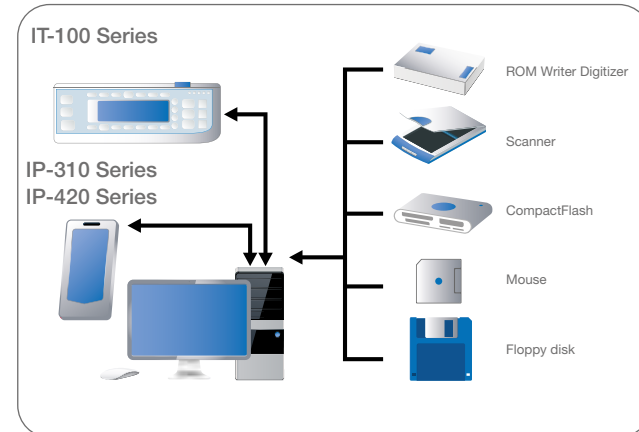 IT-100 Series
IP-310 Series
IP-420 Series
ROM Writer Digitizer
Scanner
CompactFlash
Mouse
Floppy disk